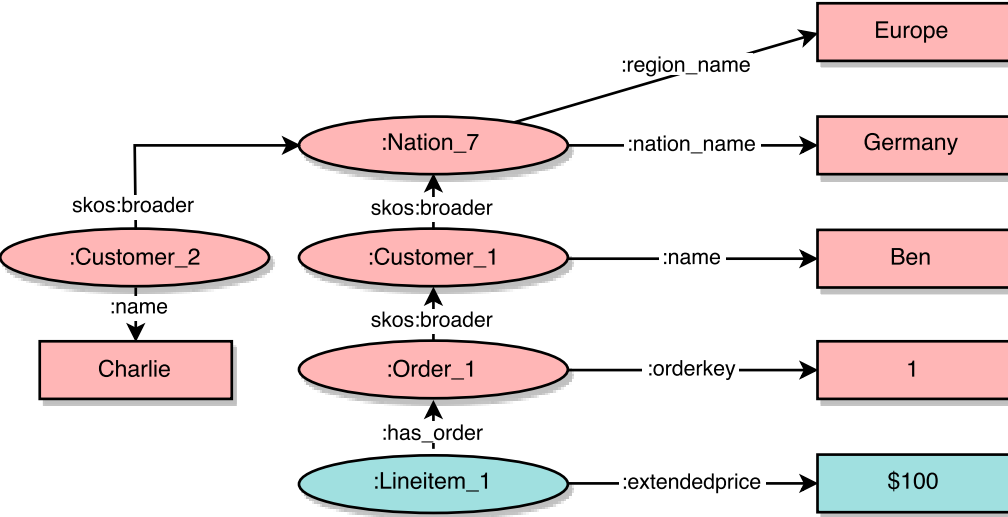 Europe
:region_name
:Nation_7
:nation_name
Germany
skos:broader
skos:broader
:Customer_2
:Customer_1
:name
Ben
:name
skos:broader
Charlie
:Order_1
:orderkey
1
:has_order
:Lineitem_1
:extendedprice
$100